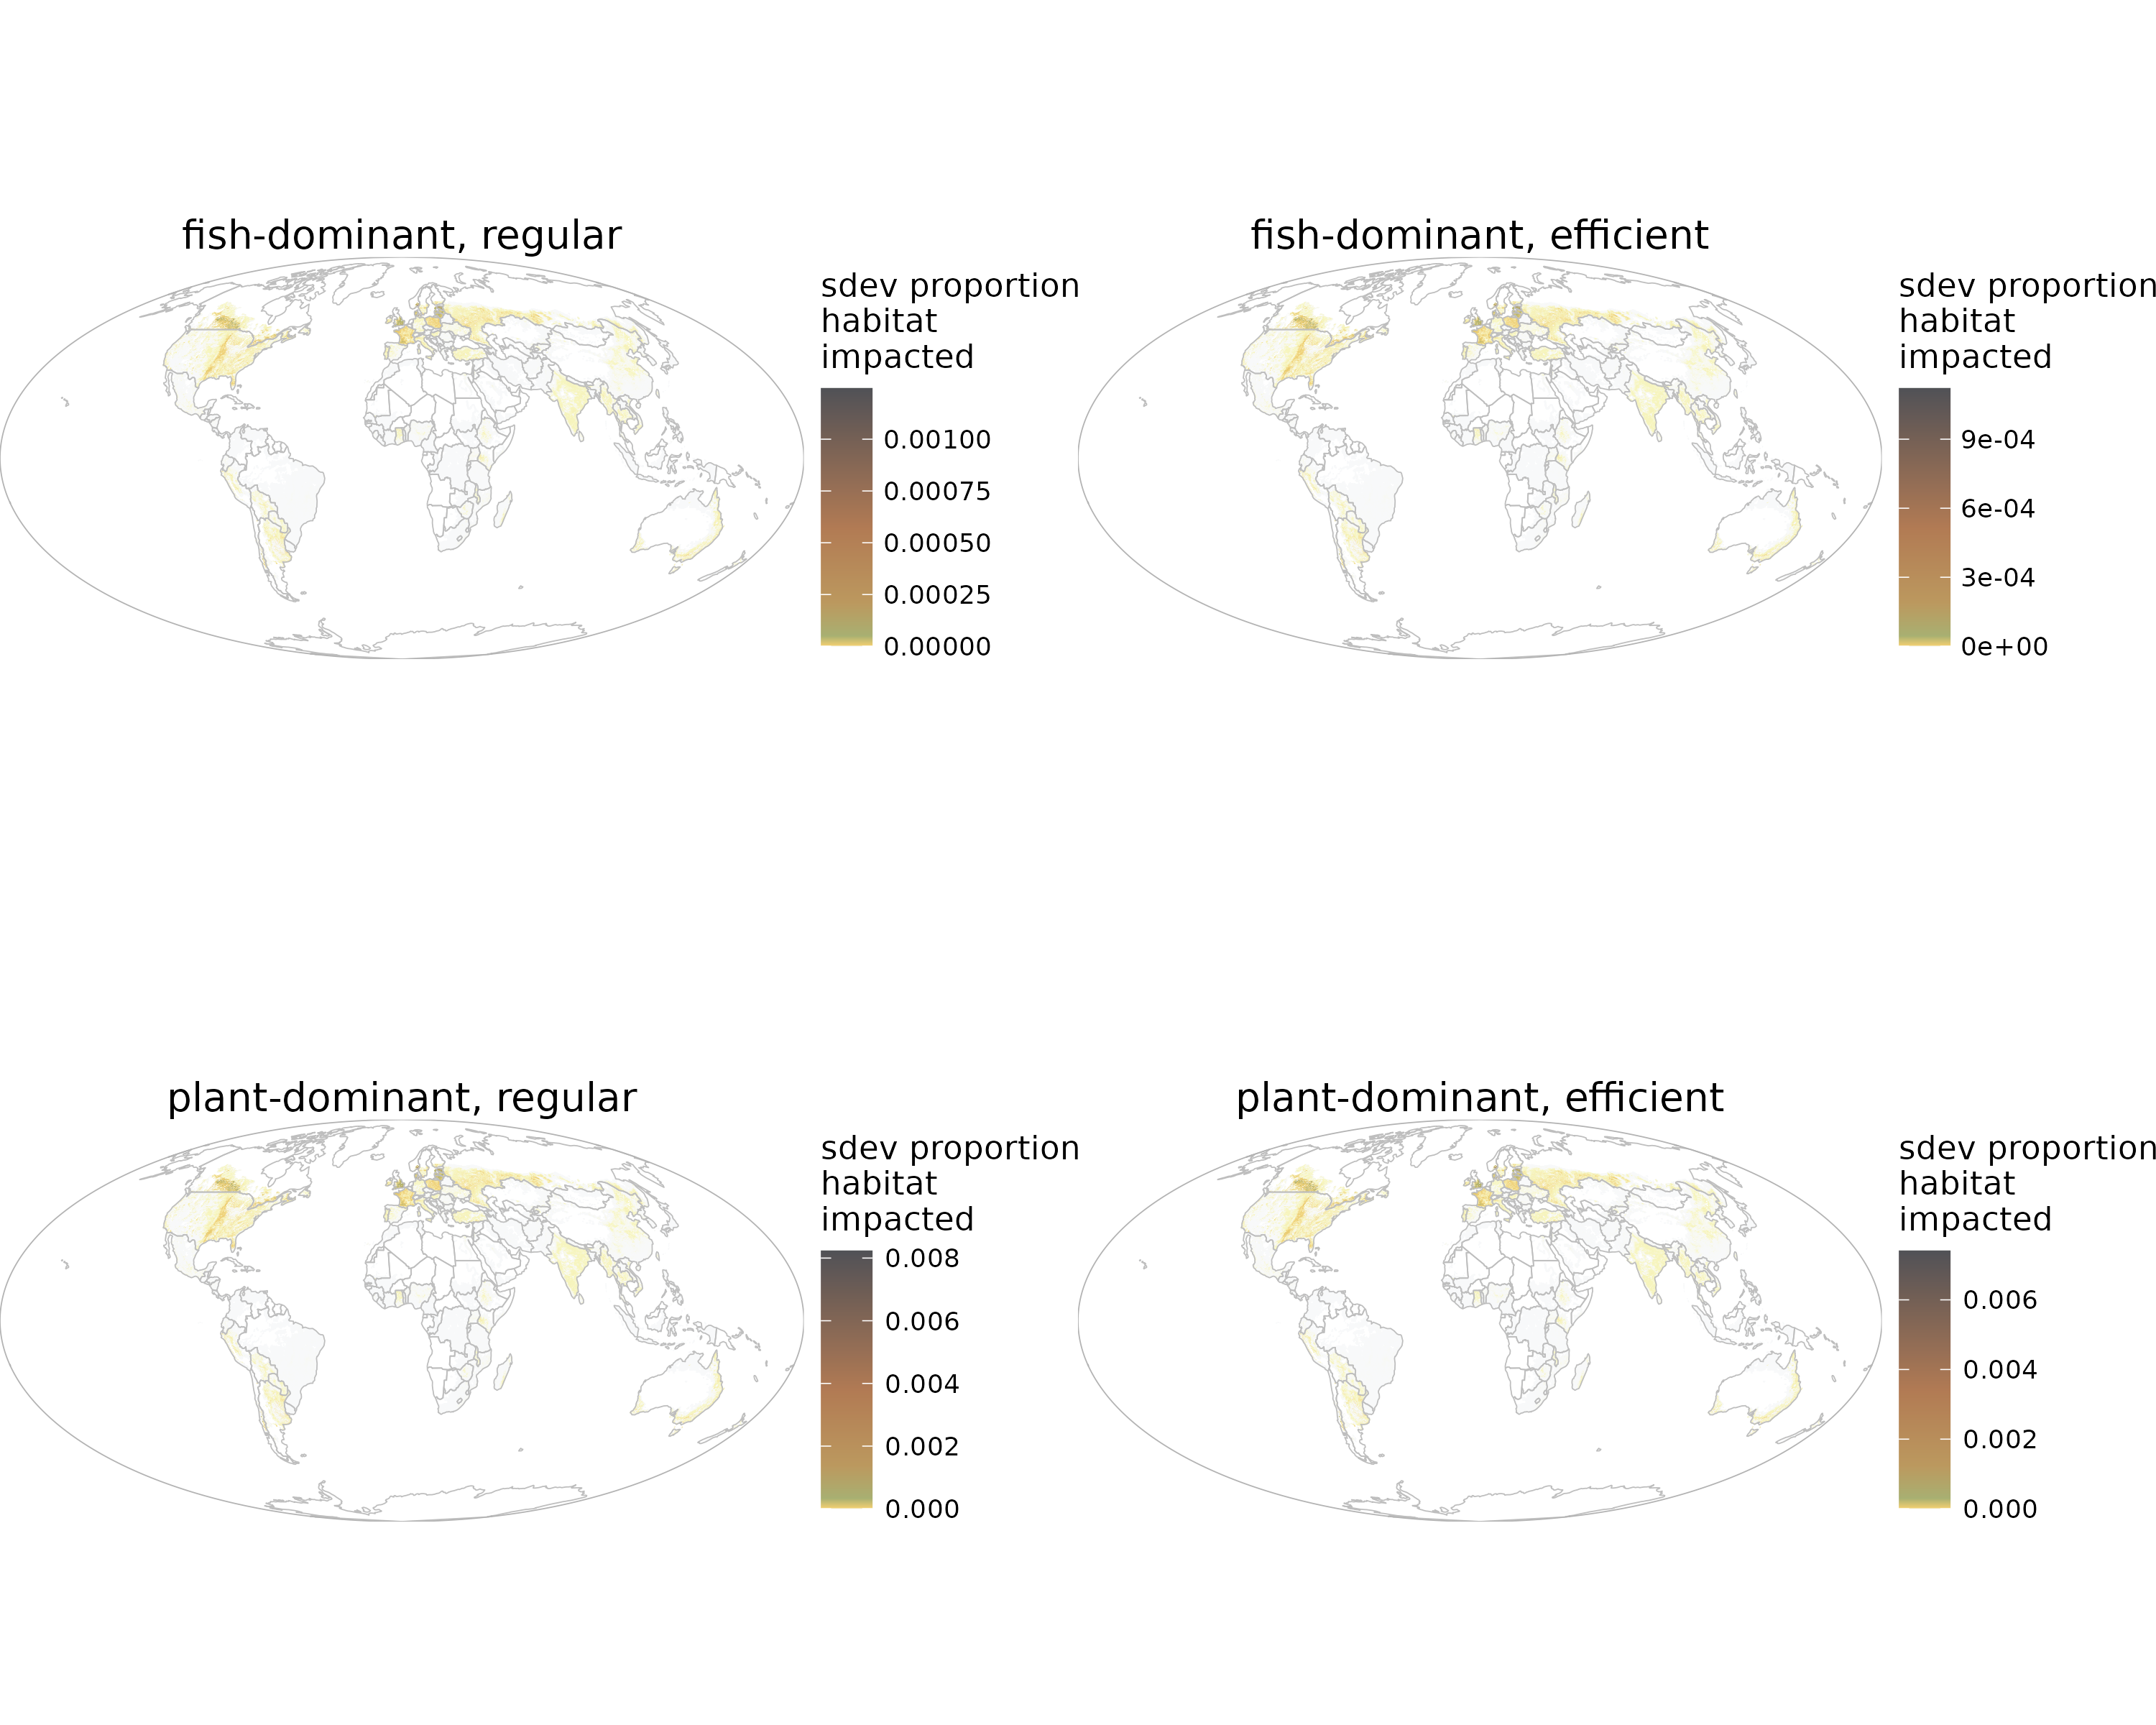 fish-dominant, regular
sdev proportion
habitat
impacted
0.00100
0.00075
0.00050
0.00025
0.00000
fish-dominant, efficient
sdev proportion
habitat
impacted
9e-04
6e-04
3e-04
0e+00
plant-dominant, regular
sdev proportion
habitat
impacted
0.008
0.006
0.004
0.002
0.000
plant-dominant, efficient
sdev proportion
habitat
impacted
0.006
0.004
0.002
0.000